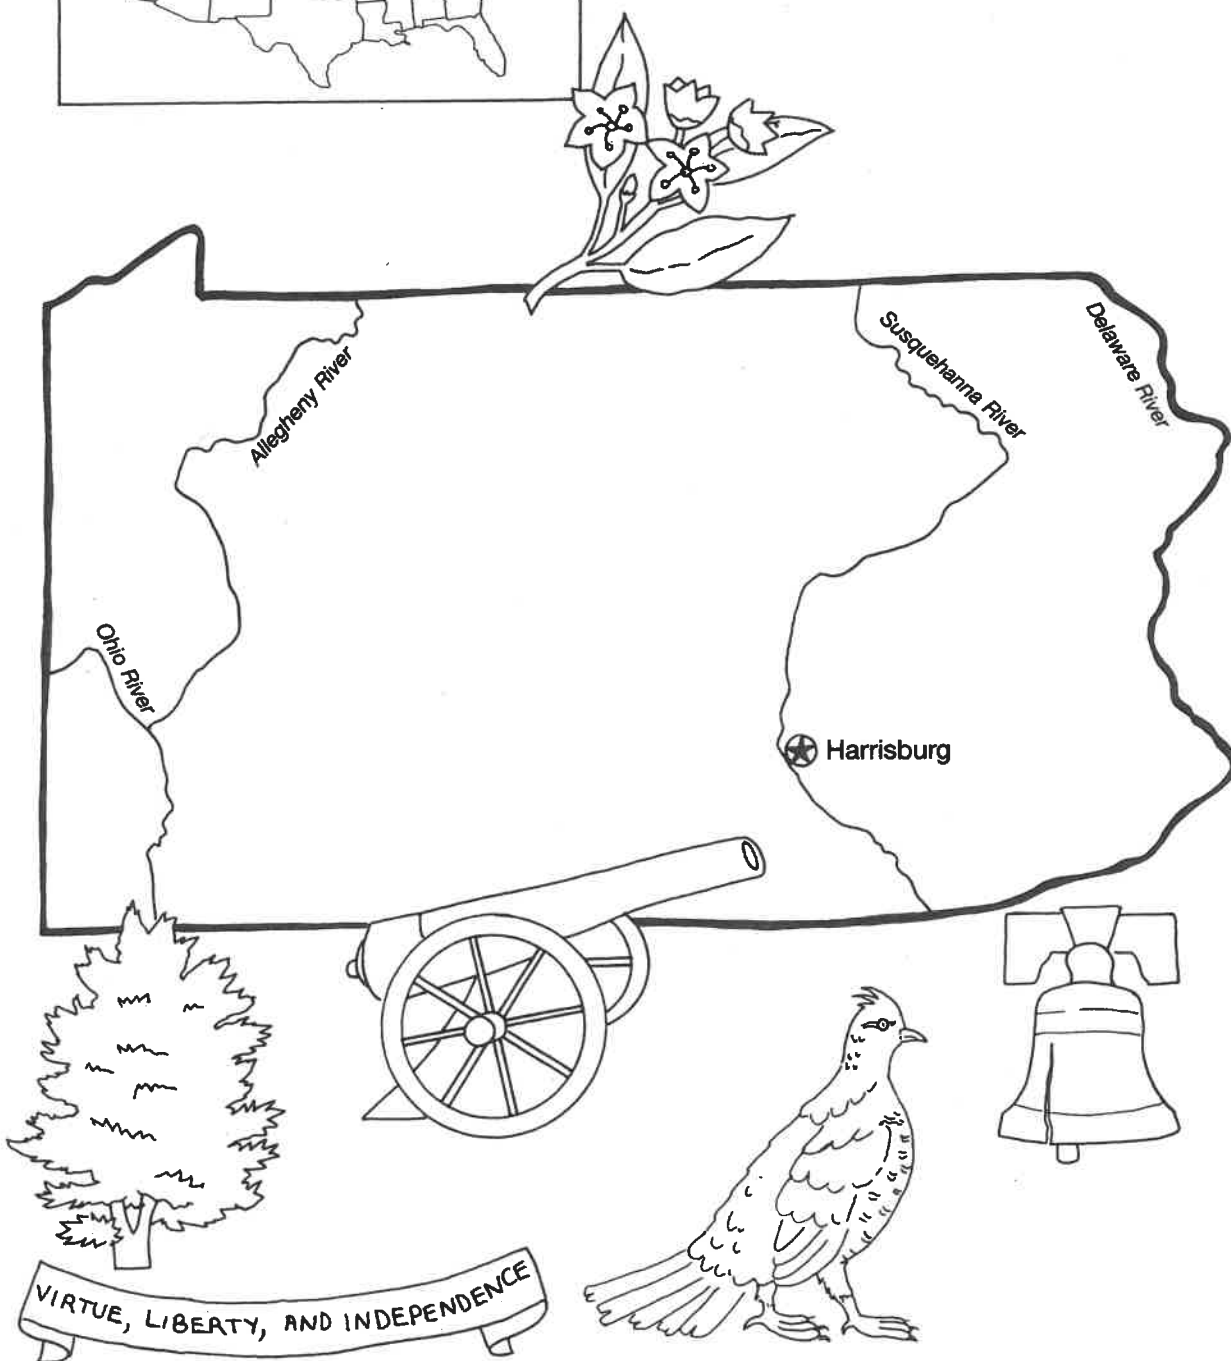 Allegheny River
Susquehanna River
Delaware River
Ohio River
Harrisburg
VIRTUE, LIBERTY, AND INDEPENDENCE